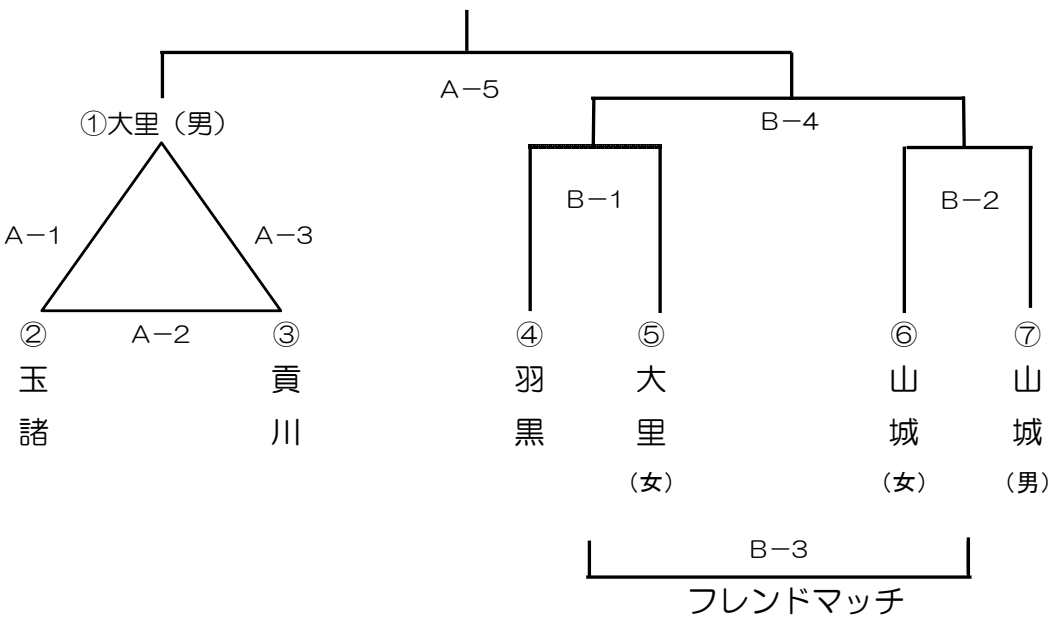 A-5
①大里（男）
B-4
A-1
A-3
B-1
B-2
A-2
②玉諸
③貢川
④羽黒
⑤大里（女）
⑥山城（女）
⑦山城（男）
B-3
フレンドマッチ